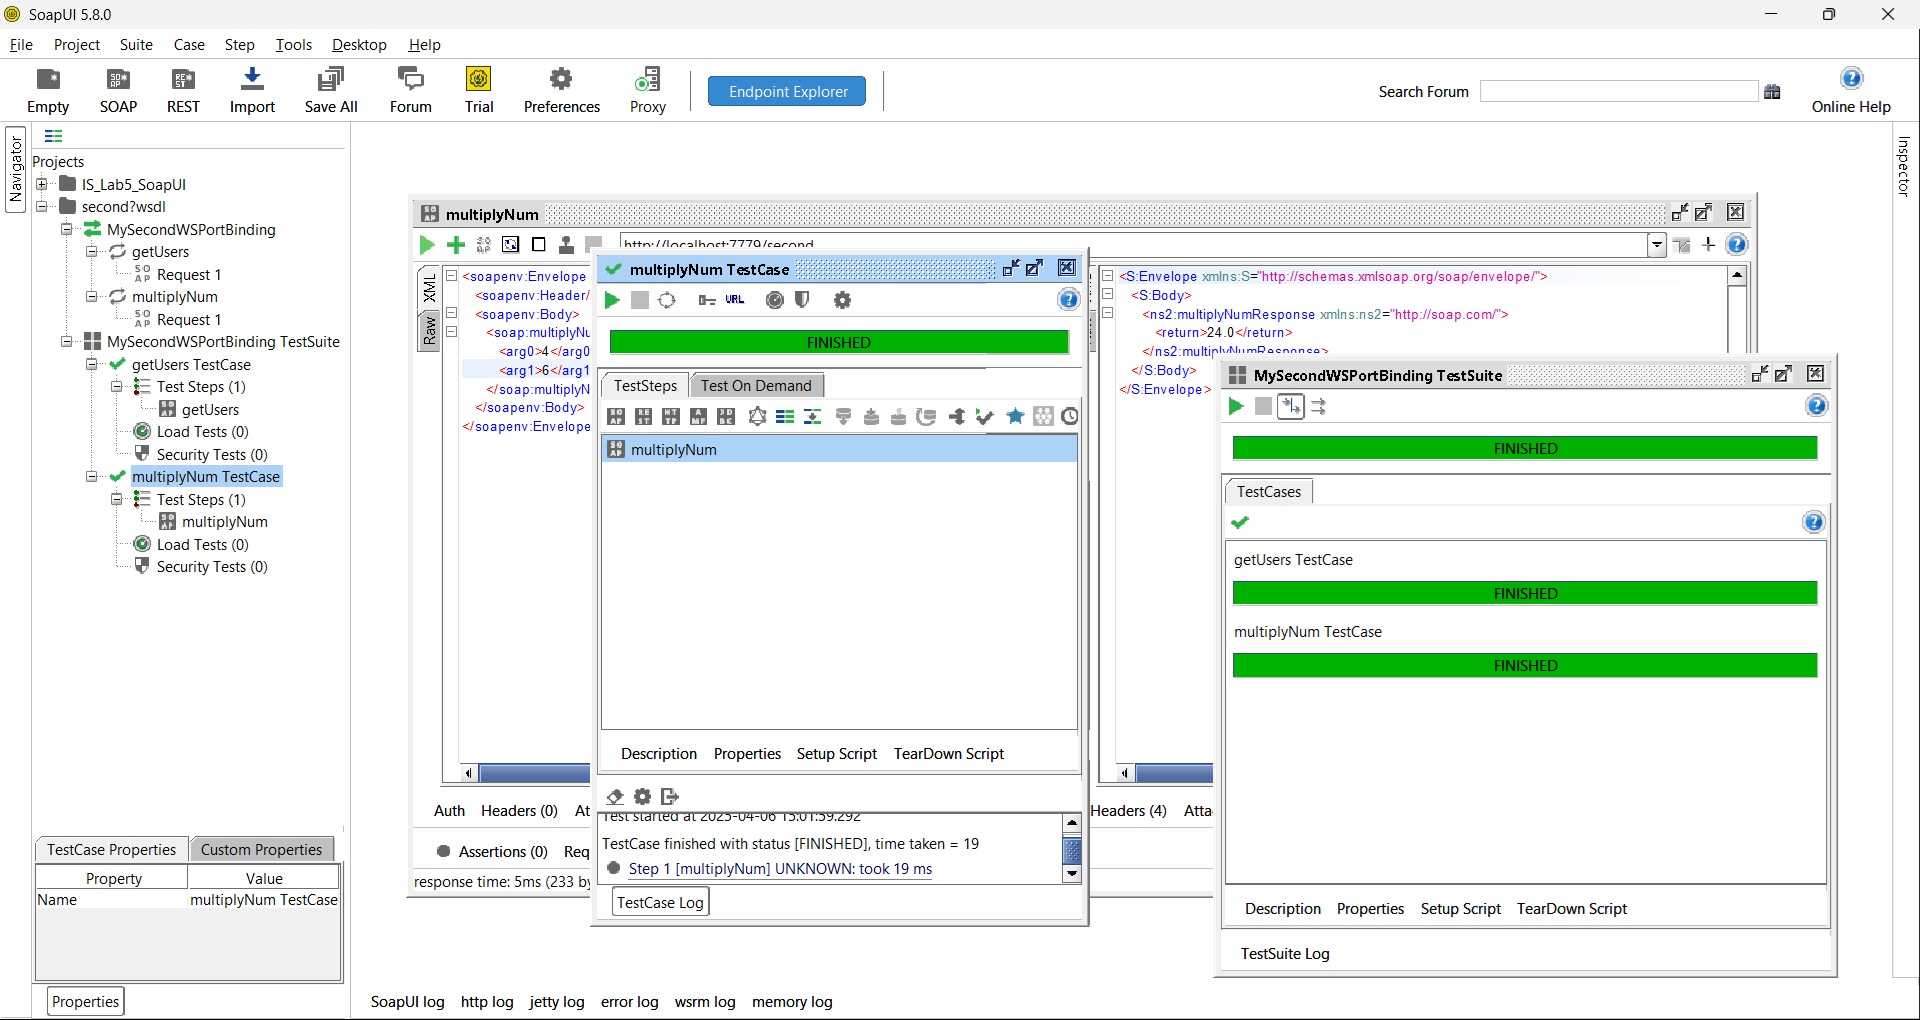 SoapUI 5.8.0
File Project Suite Case Step Tools Desktop Help
Empty SOAP REST Import Save All Forum Trial Preferences Proxy Endpoint Explorer Search Forum Online Help
Navigator
Inspector
Projects
IS_Lab5_SoapUI
second?wsdl
MySecondWSPortBinding
getUsers
Request 1
multiplyNum
Request 1
MySecondWSPortBinding TestSuite
getUsers TestCase
Test Steps (1)
getUsers
Load Tests (0)
Security Tests (0)
multiplyNum TestCase
Test Steps (1)
multiplyNum
Load Tests (0)
Security Tests (0)
TestCase Properties Custom Properties
Property Value
Name multiplyNum TestCase
Properties
multiplyNum
http://localhost:7779/second
XML
Raw
<soapenv:Envelope
<soapenv:Header/
<soapenv:Body>
<soap:multiplyNu
<arg0>4</arg0
<arg1>6</arg1
</soap:multiplyN
</soapenv:Body>
</soapenv:Envelope
Auth Headers (0) At
Assertions (0) Req
response time: 5ms (233 by
multiplyNum TestCase
URL
FINISHED
TestSteps Test On Demand
multiplyNum
Description Properties Setup Script TearDown Script
Test started at 2025-04-06 15:01:59.292
TestCase finished with status [FINISHED], time taken = 19
Step 1 [multiplyNum] UNKNOWN: took 19 ms
TestCase Log
<S:Envelope xmlns:S="http://schemas.xmlsoap.org/soap/envelope/">
<S:Body>
<ns2:multiplyNumResponse xmlns:ns2="http://soap.com/">
<return>24.0</return>
</ns2:multiplyNumResponse>
</S:Body>
</S:Envelope>
Headers (4) Atta
MySecondWSPortBinding TestSuite
FINISHED
TestCases
getUsers TestCase
FINISHED
multiplyNum TestCase
FINISHED
Description Properties Setup Script TearDown Script
TestSuite Log
SoapUI log http log jetty log error log wsrm log memory log